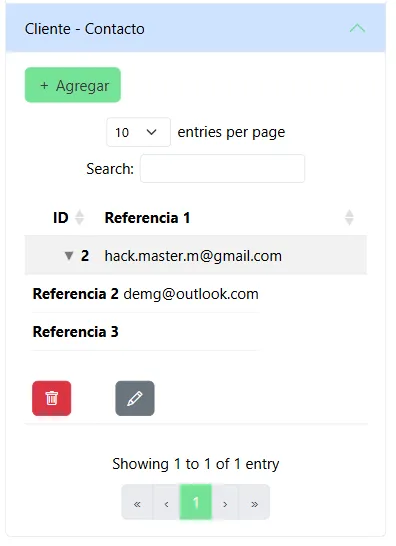 Cliente - Contacto
+ Agregar
10 entries per page
Search:
ID Referencia 1
▼ 2 hack.master.m@gmail.com
Referencia 2 demg@outlook.com
Referencia 3
Showing 1 to 1 of 1 entry
« ‹ 1 › »